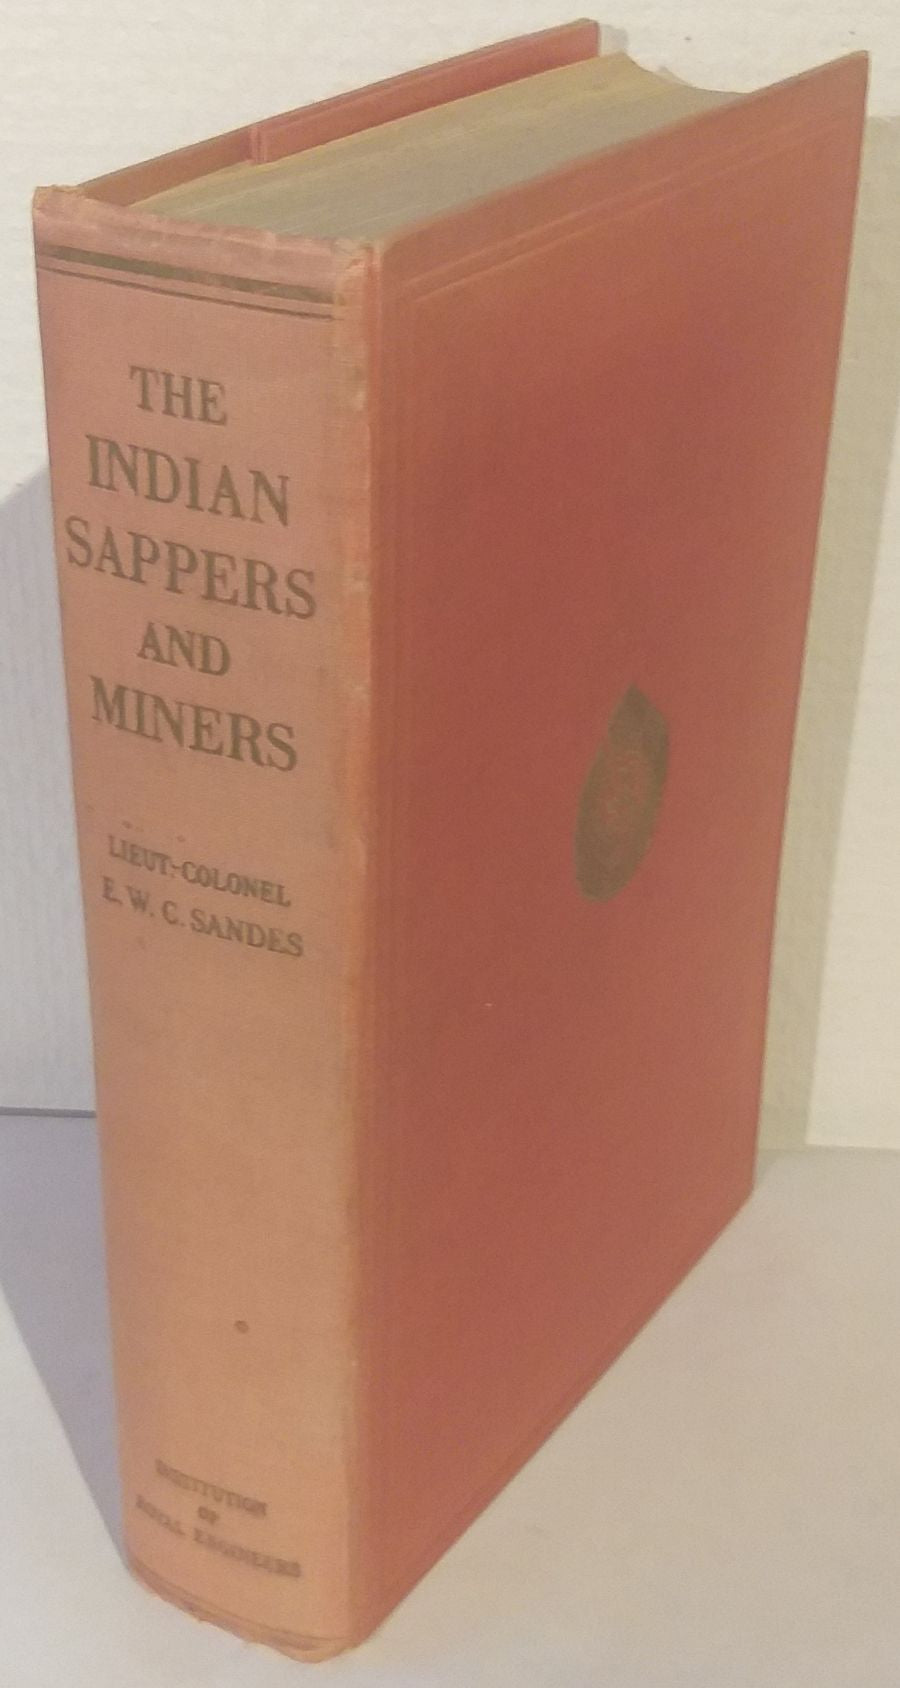 THE
INDIAN
SAPPERS
AND
MINERS
LIEUT.-COLONEL
E. W. C. SANDES
INSTITUTION
OF
ROYAL ENGINEERS